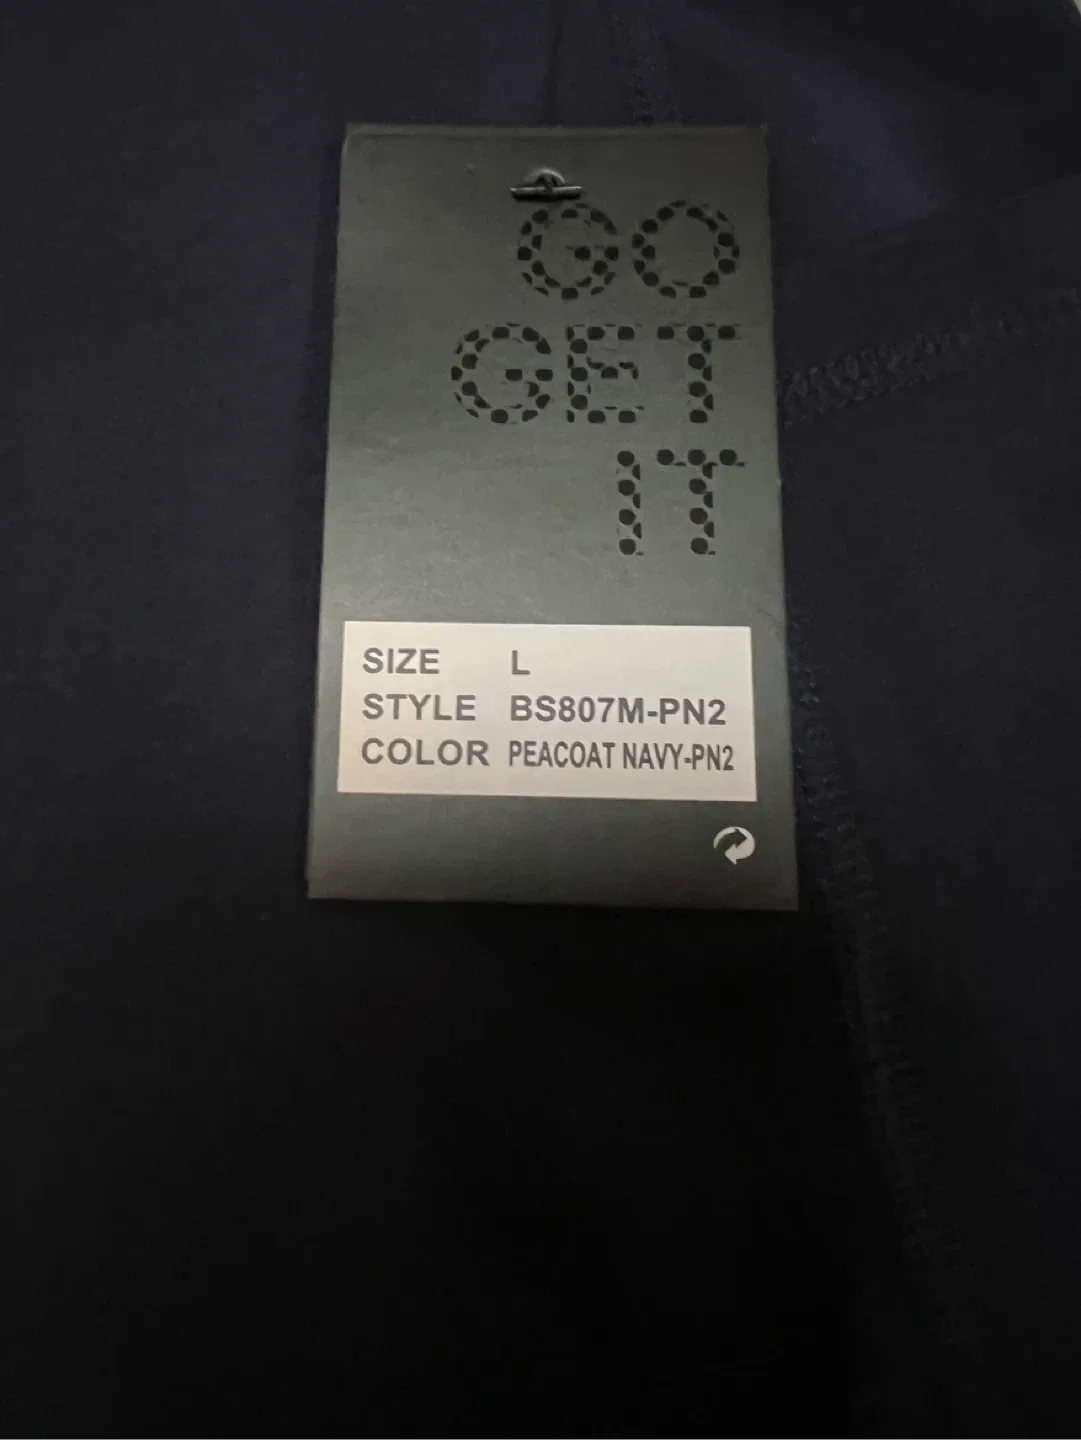 GO
GET
IT
SIZE L
STYLE BS807M-PN2
COLOR PEACOAT NAVY-PN2